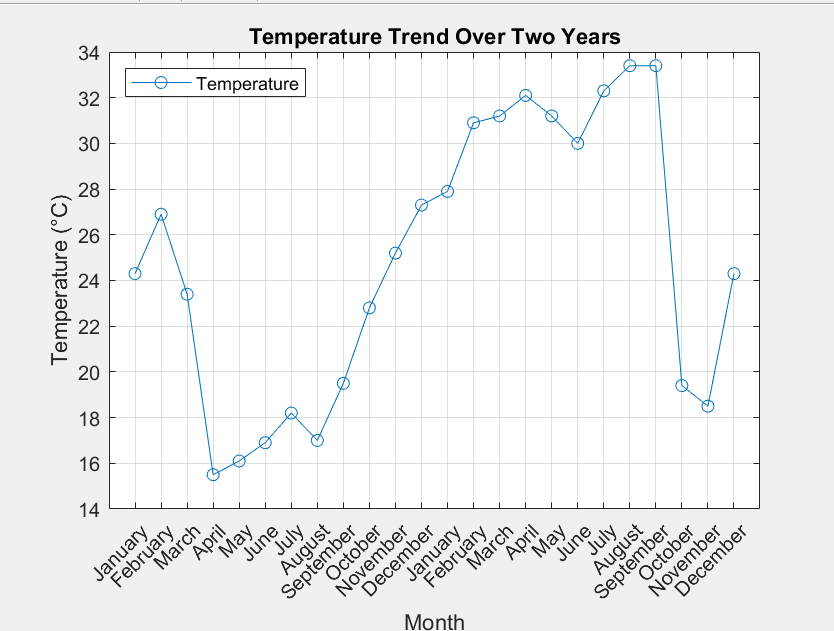 Temperature Trend Over Two Years
Temperature
34
32
30
28
26
24
22
20
18
16
14
Temperature (°C)
January
February
March
April
May
June
July
August
September
October
November
December
January
February
March
April
May
June
July
August
September
October
November
December
Month